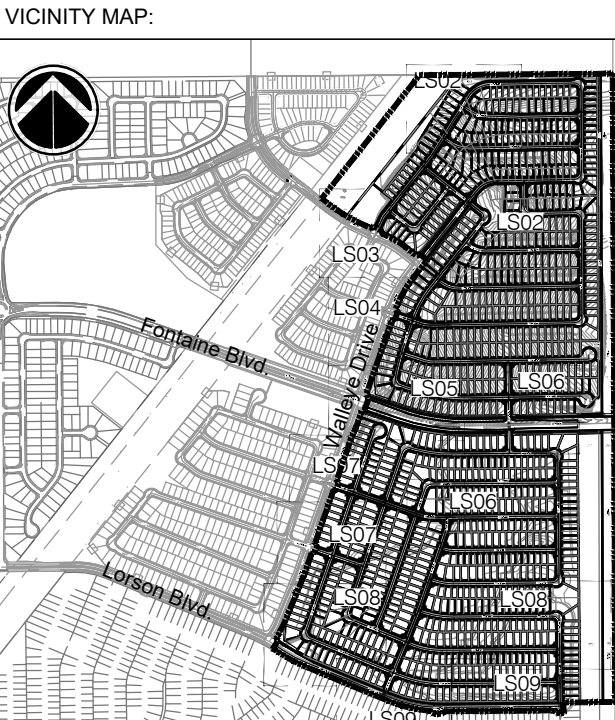 VICINITY MAP:
LS02
LS02
LS03
LS04
Fontaine Blvd.
Walleye Drive
LS05
LS06
LS07
LS06
LS07
LS08
LS08
Lorson Blvd.
LS09
LS09